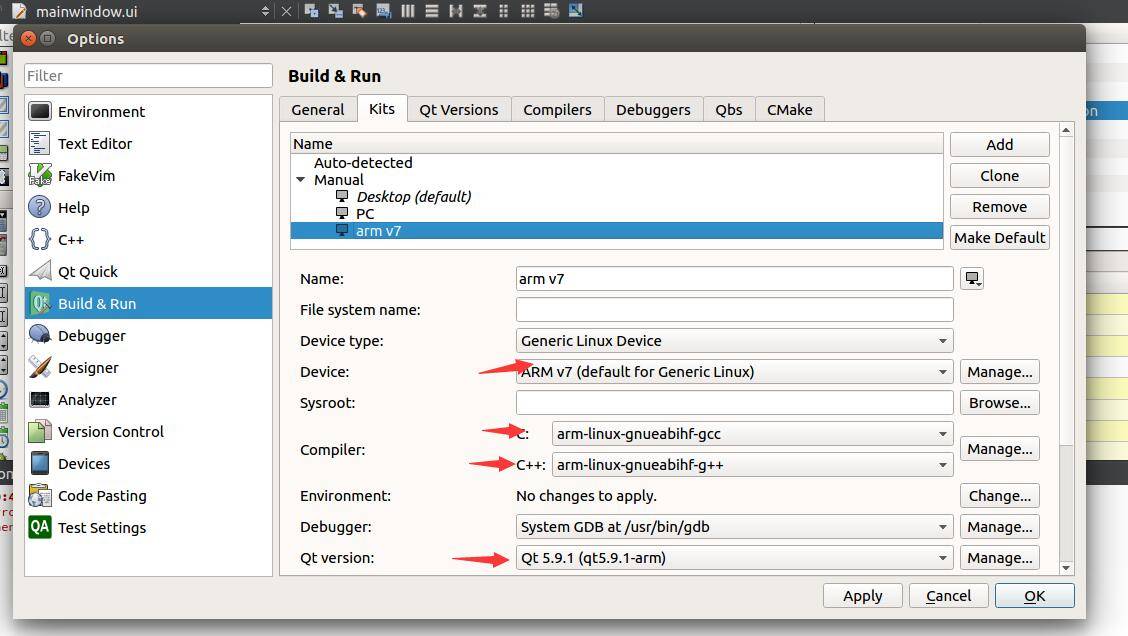 mainwindow.ui
Options
Filter
Environment
Text Editor
FakeVim
Help
C++
Qt Quick
Build & Run
Debugger
Designer
Analyzer
Version Control
Devices
Code Pasting
Test Settings
Build & Run
General Kits Qt Versions Compilers Debuggers Qbs CMake
Name
Auto-detected
Manual
Desktop (default)
PC
arm v7
Add
Clone
Remove
Make Default
Name: arm v7
File system name:
Device type: Generic Linux Device
Device: ARM v7 (default for Generic Linux) Manage...
Sysroot: Browse...
Compiler: C: arm-linux-gnueabihf-gcc
C++: arm-linux-gnueabihf-g++ Manage...
Environment: No changes to apply. Change...
Debugger: System GDB at /usr/bin/gdb Manage...
Qt version: Qt 5.9.1 (qt5.9.1-arm) Manage...
Apply Cancel OK